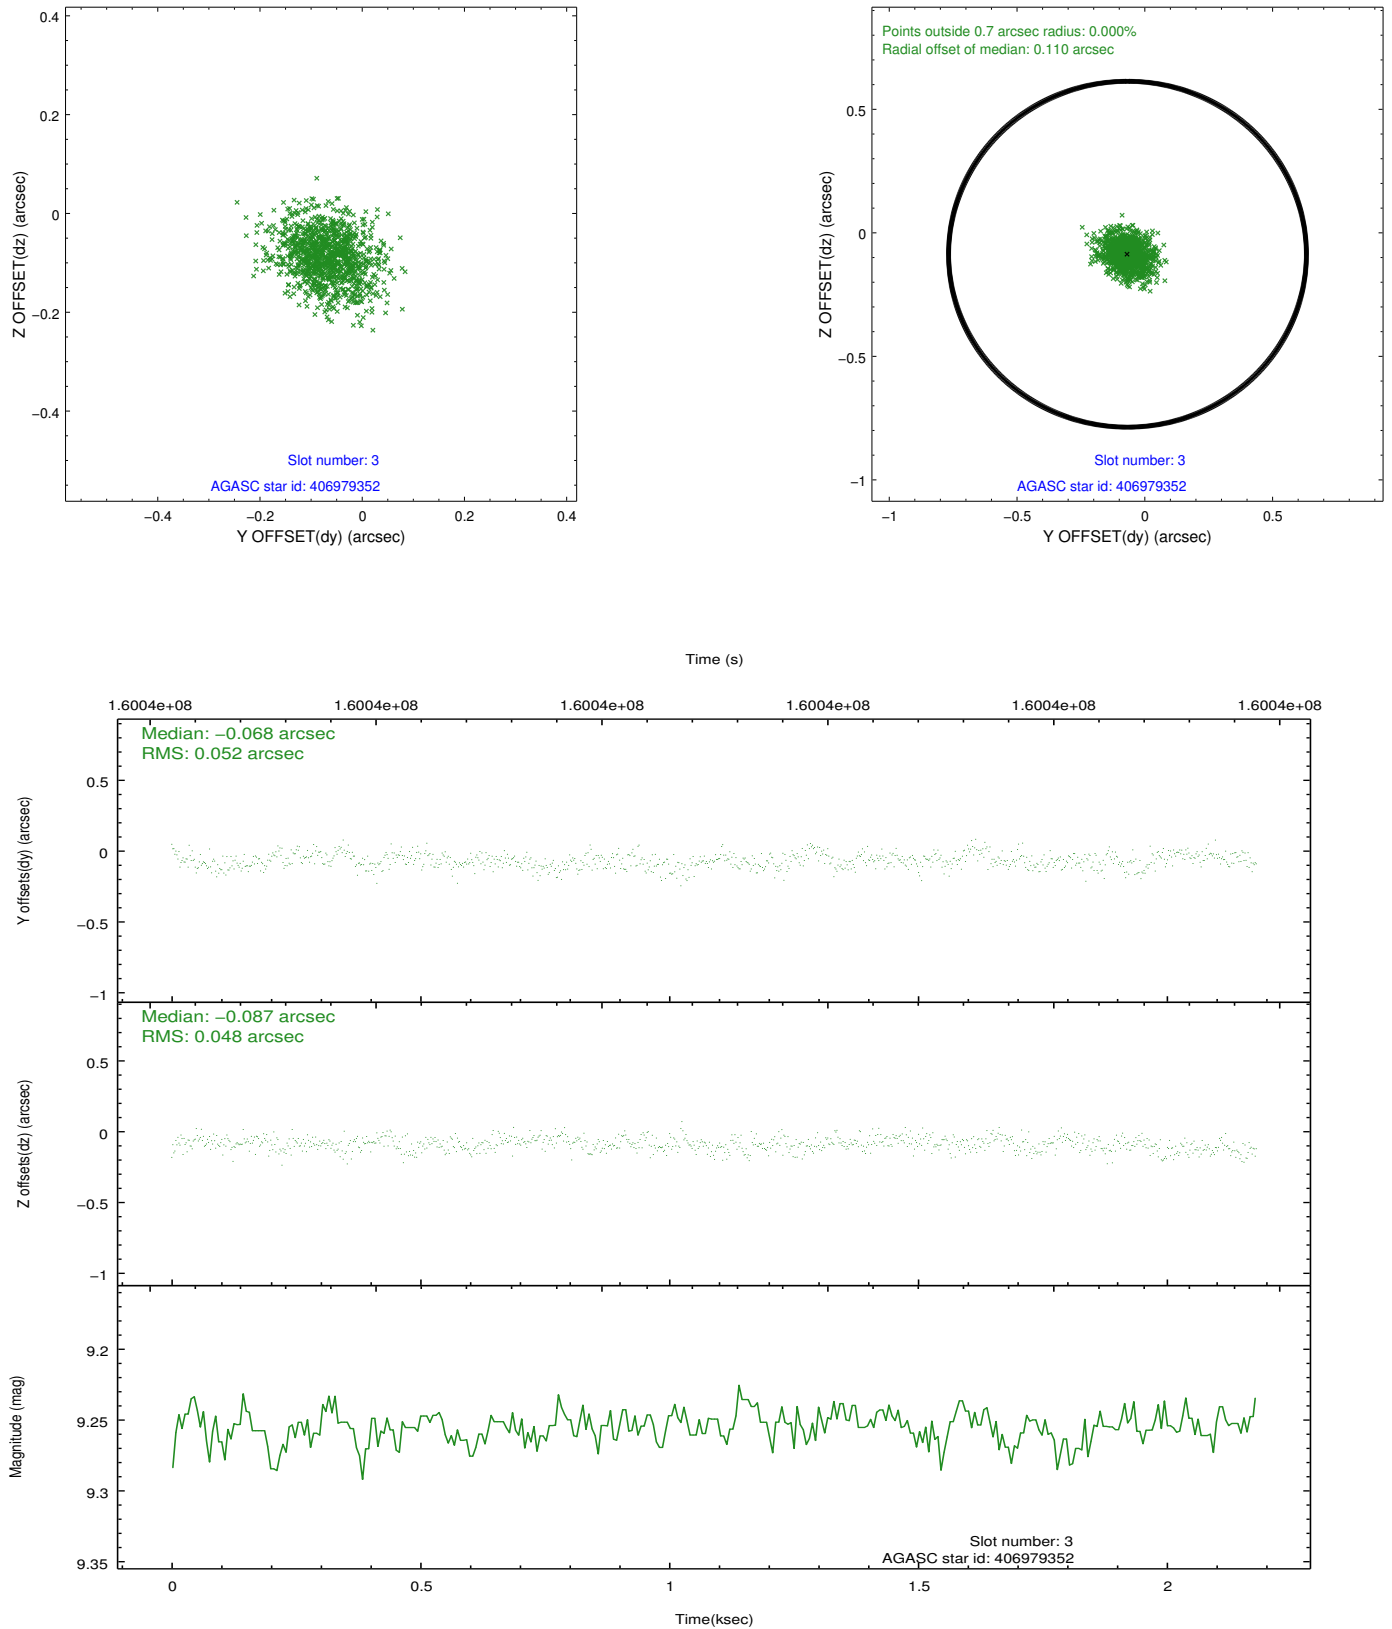 0.4
0.2
0
−0.2
−0.4
Z OFFSET(dz) (arcsec)
Slot number: 3
AGASC star id: 406979352
−0.4 −0.2 0 0.2 0.4
Y OFFSET(dy) (arcsec)
Points outside 0.7 arcsec radius: 0.000%
Radial offset of median: 0.110 arcsec
0.5
0
−0.5
−1
Z OFFSET(dz) (arcsec)
Slot number: 3
AGASC star id: 406979352
−1 −0.5 0 0.5
Y OFFSET(dy) (arcsec)
Time (s)
1.6004e+08 1.6004e+08 1.6004e+08 1.6004e+08 1.6004e+08 1.6004e+08
Median: −0.068 arcsec
RMS: 0.052 arcsec
0.5
0
−0.5
−1
Y offsets(dy) (arcsec)
Median: −0.087 arcsec
RMS: 0.048 arcsec
0.5
0
−0.5
−1
Z offsets(dz) (arcsec)
9.2
9.25
9.3
9.35
Magnitude (mag)
Slot number: 3
AGASC star id: 406979352
0 0.5 1 1.5 2
Time(ksec)